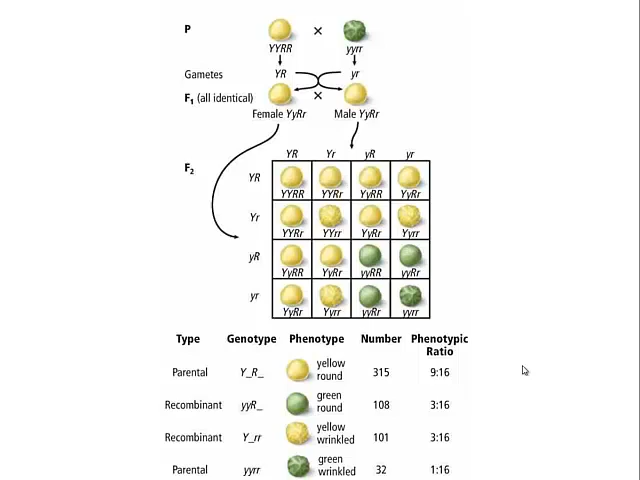 P
×
YYRR yyrr
Gametes YR yr
F1 (all identical) ×
Female YyRr Male YyRr
YR Yr yR yr
F2
YR
YYRR YYRr YyRR YyRr
Yr
YYRr YYrr YyRr Yyrr
yR
YyRR YyRr yyRR yyRr
yr
YyRr Yyrr yyRr yyrr
Type Genotype Phenotype Number Phenotypic
Ratio
Parental Y_R_ yellow round 315 9:16
Recombinant yyR_ green round 108 3:16
Recombinant Y_rr yellow wrinkled 101 3:16
Parental yyrr green wrinkled 32 1:16